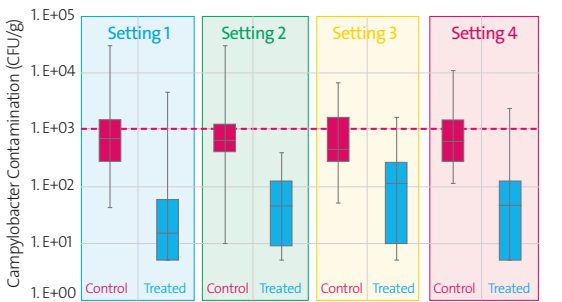 Campylobacter Contamination (CFU/g)
1.E+05
1.E+04
1.E+03
1.E+02
1.E+01
1.E+00
Setting 1
Setting 2
Setting 3
Setting 4
Control Treated
Control Treated
Control Treated
Control Treated